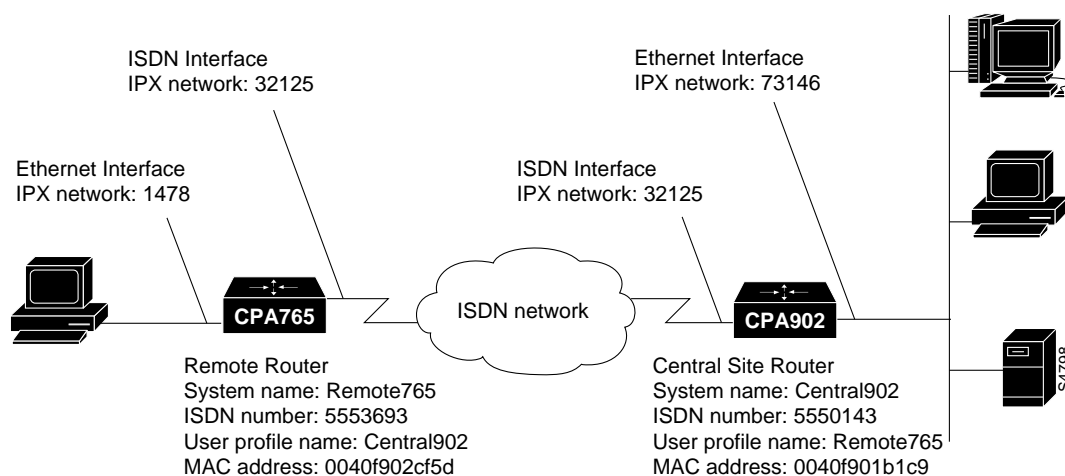 ISDN Interface
IPX network: 32125
Ethernet Interface
IPX network: 73146
Ethernet Interface
IPX network: 1478
ISDN Interface
IPX network: 32125
CPA765
ISDN network
CPA902
Remote Router
System name: Remote765
ISDN number: 5553693
User profile name: Central902
MAC address: 0040f902cf5d
Central Site Router
System name: Central902
ISDN number: 5550143
User profile name: Remote765
MAC address: 0040f901b1c9
S4798